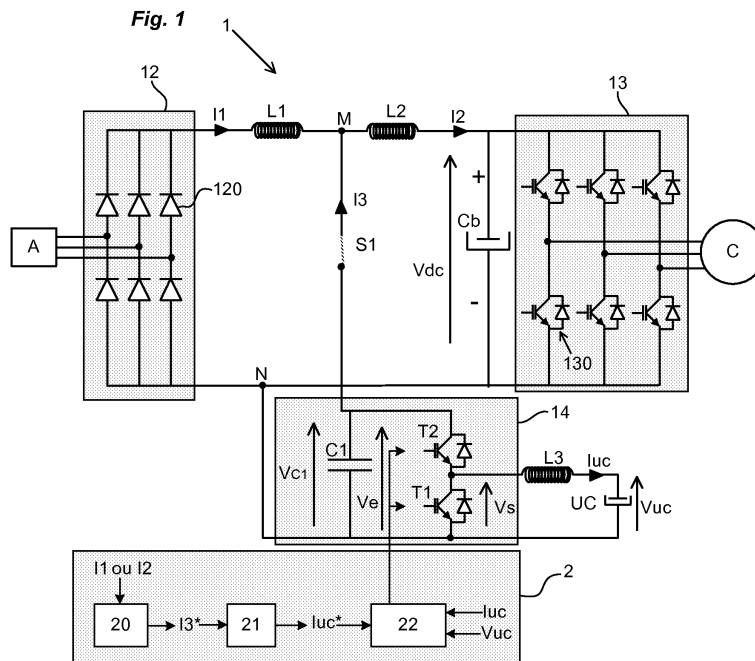 Fig. 1
1
12
I1
L1
M
L2
I2
13
120
A
I3
S1
+
Cb
Vdc
-
C
130
N
14
C1
T2
L3
Iuc
VC1
Ve
T1
Vs
UC
Vuc
I1 ou I2
2
20
I3*
21
Iuc*
22
Iuc
Vuc